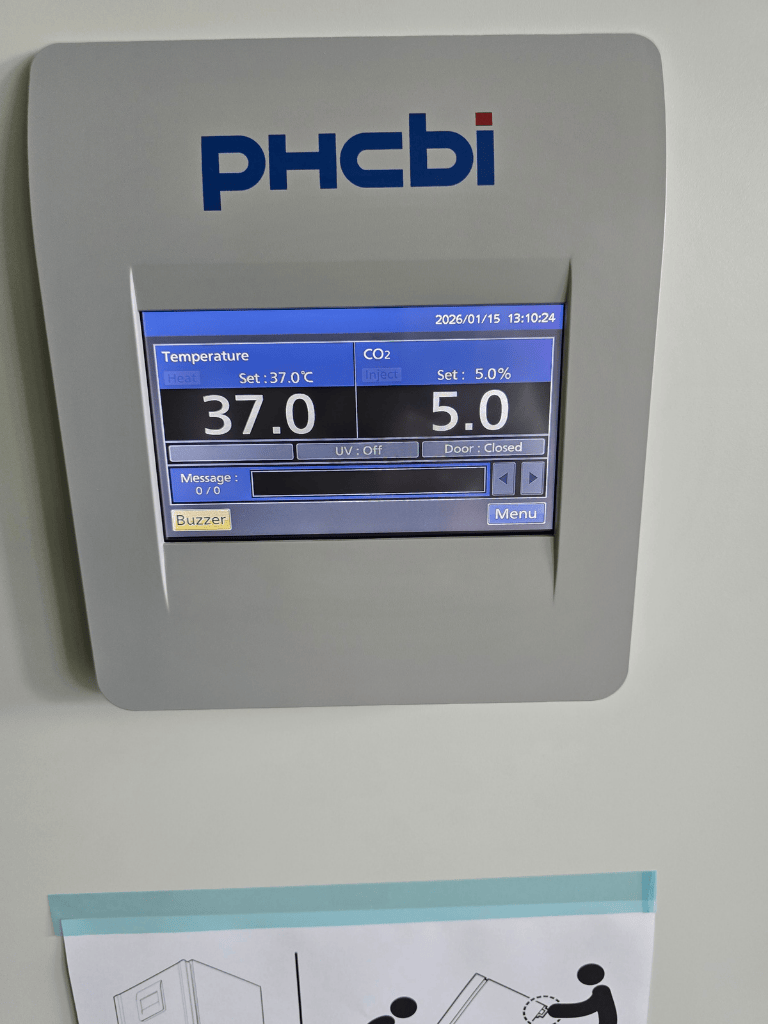 PHCbi
2026/01/15 13:10:24
Temperature
Heat Set : 37.0℃
37.0
CO2
Inject Set : 5.0%
5.0
UV : Off
Door : Closed
Message :
0 / 0
Buzzer
Menu